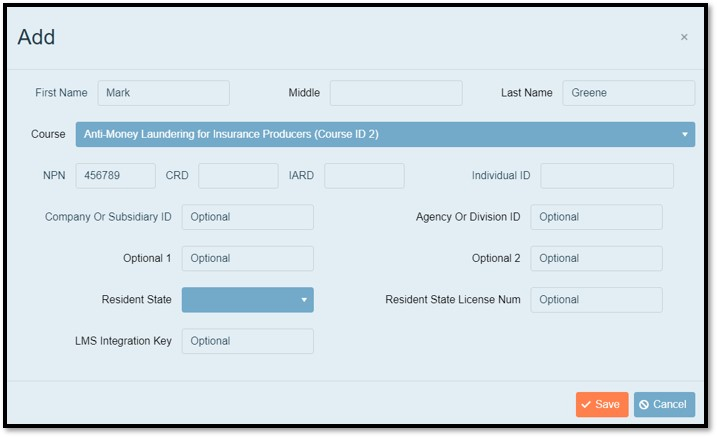 Add ×
First Name Mark Middle Last Name Greene
Course Anti-Money Laundering for Insurance Producers (Course ID 2)
NPN 456789 CRD IARD Individual ID
Company Or Subsidiary ID Optional Agency Or Division ID Optional
Optional 1 Optional Optional 2 Optional
Resident State Resident State License Num Optional
LMS Integration Key Optional
Save Cancel